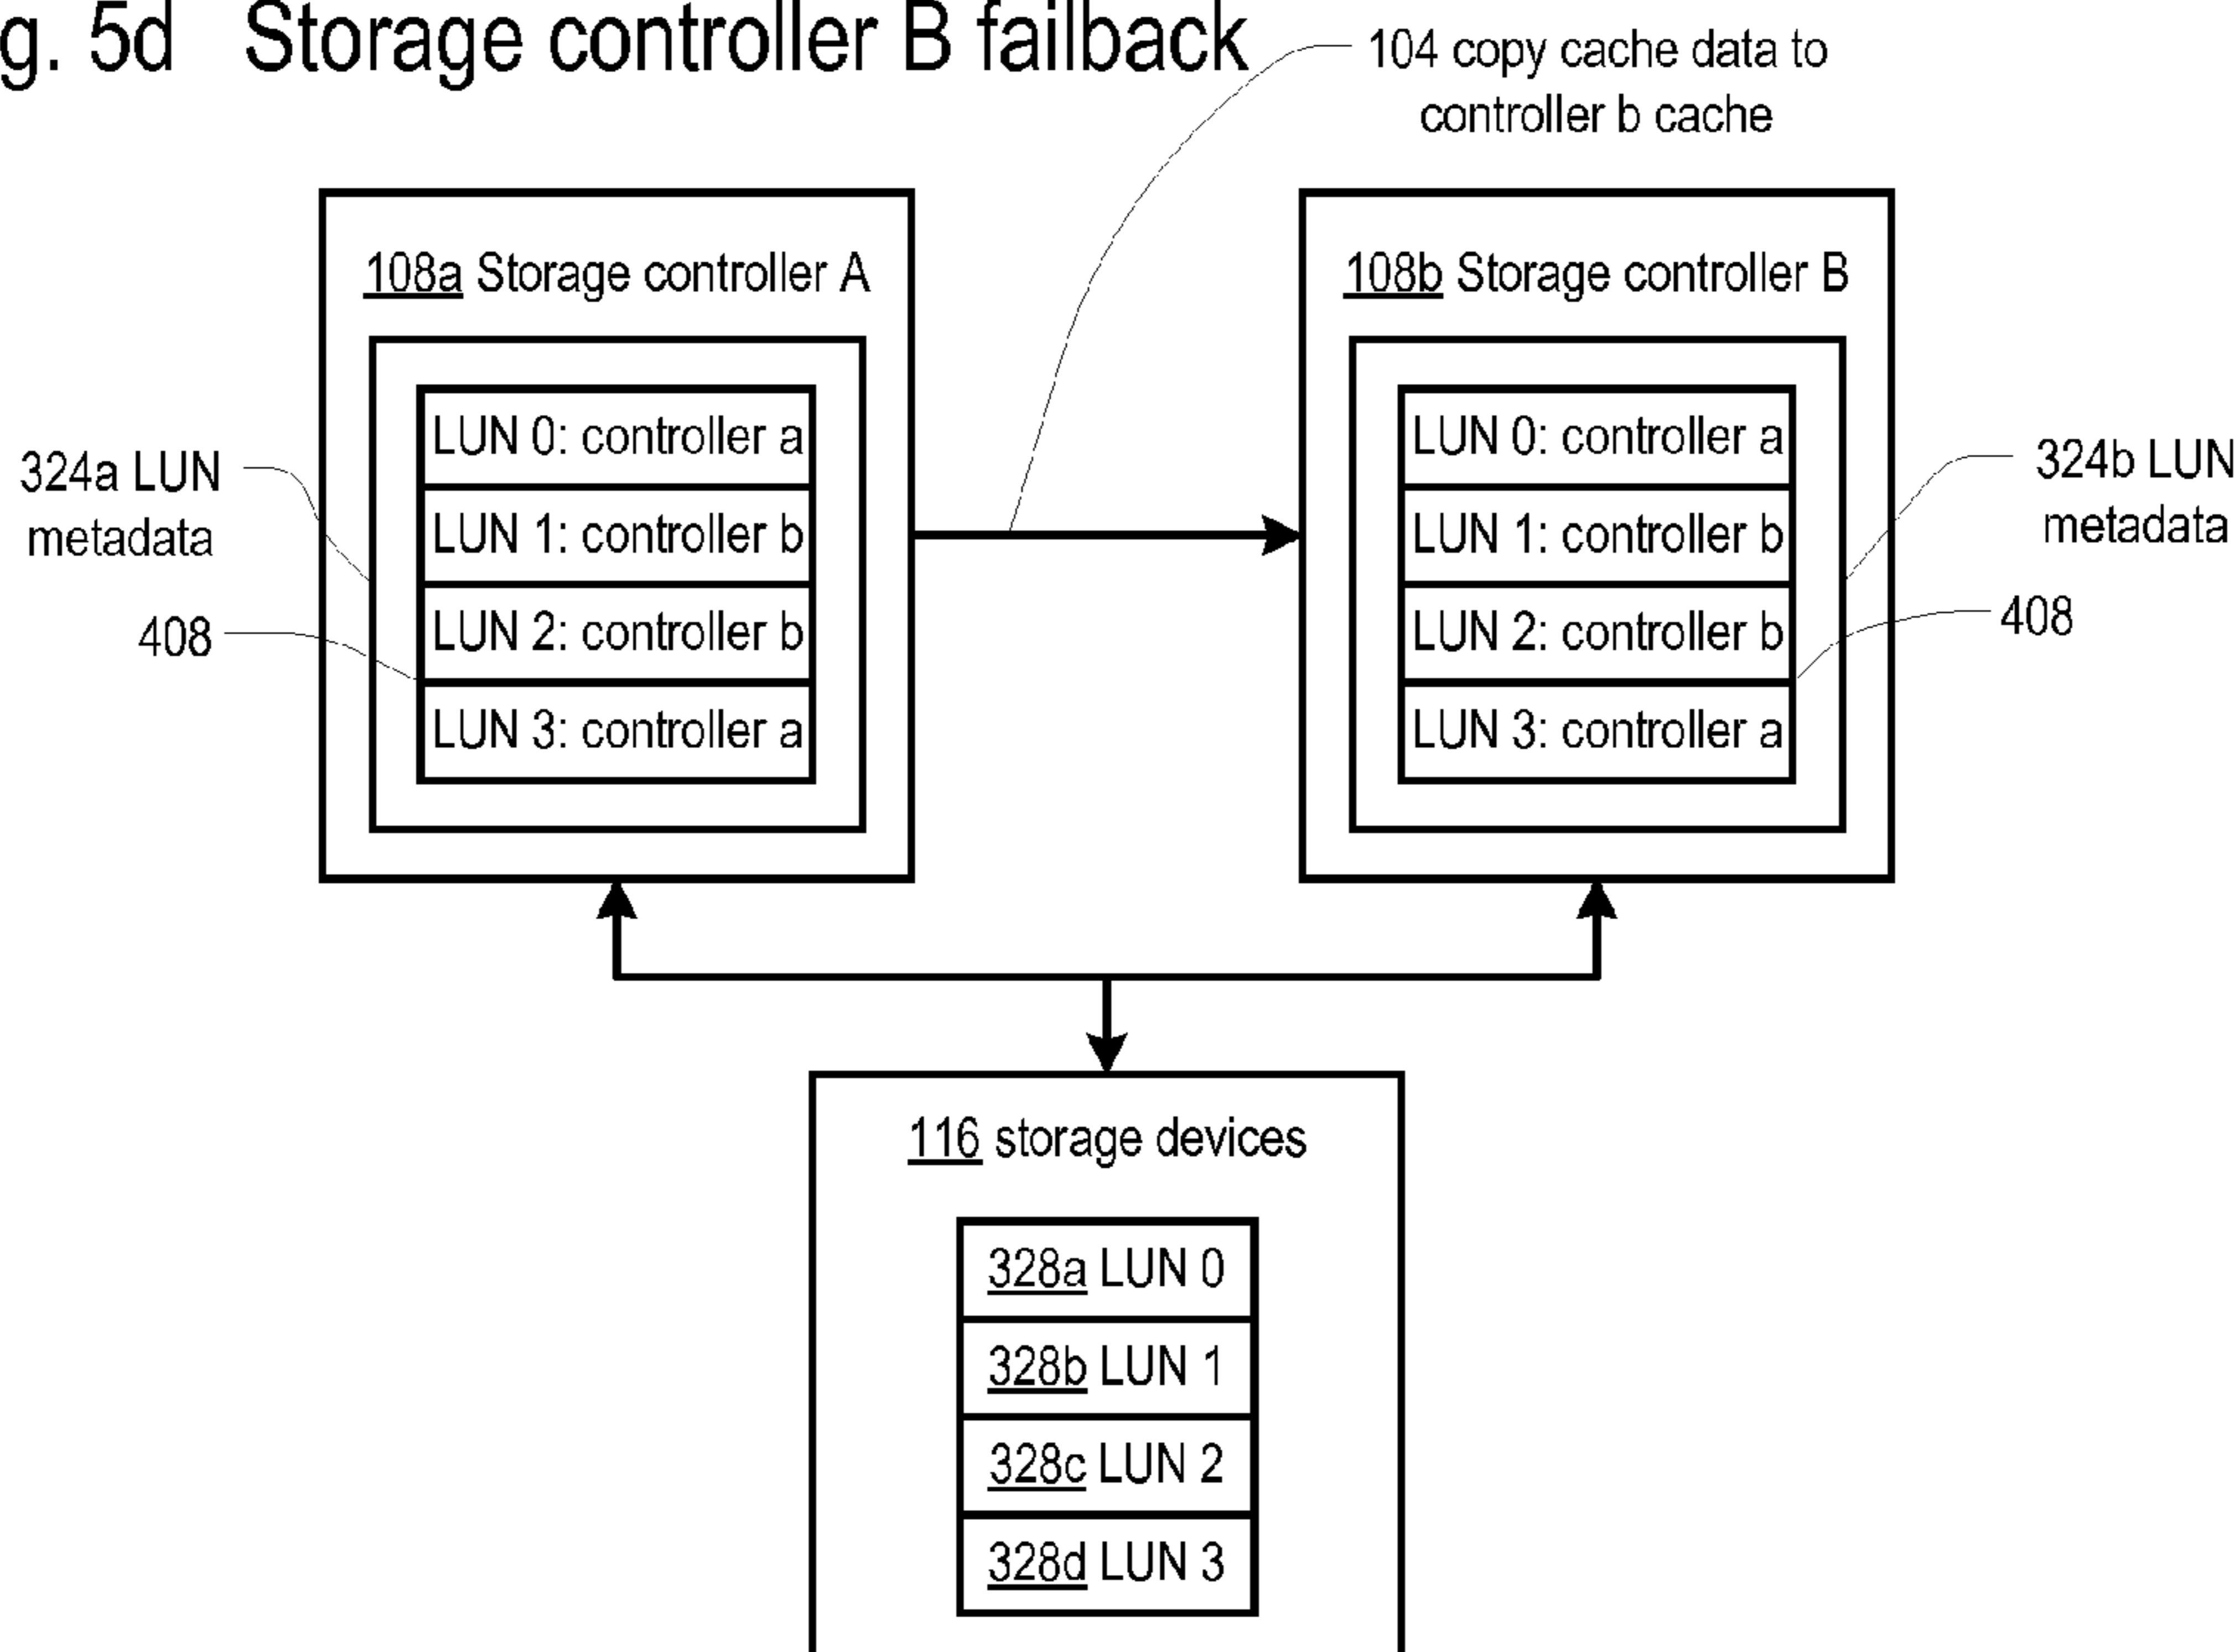 g. 5d Storage controller B failback
104 copy cache data to
controller b cache
108a Storage controller A
LUN 0: controller a
LUN 1: controller b
LUN 2: controller b
LUN 3: controller a
324a LUN
metadata
408
108b Storage controller B
LUN 0: controller a
LUN 1: controller b
LUN 2: controller b
LUN 3: controller a
324b LUN
metadata
408
116 storage devices
328a LUN 0
328b LUN 1
328c LUN 2
328d LUN 3